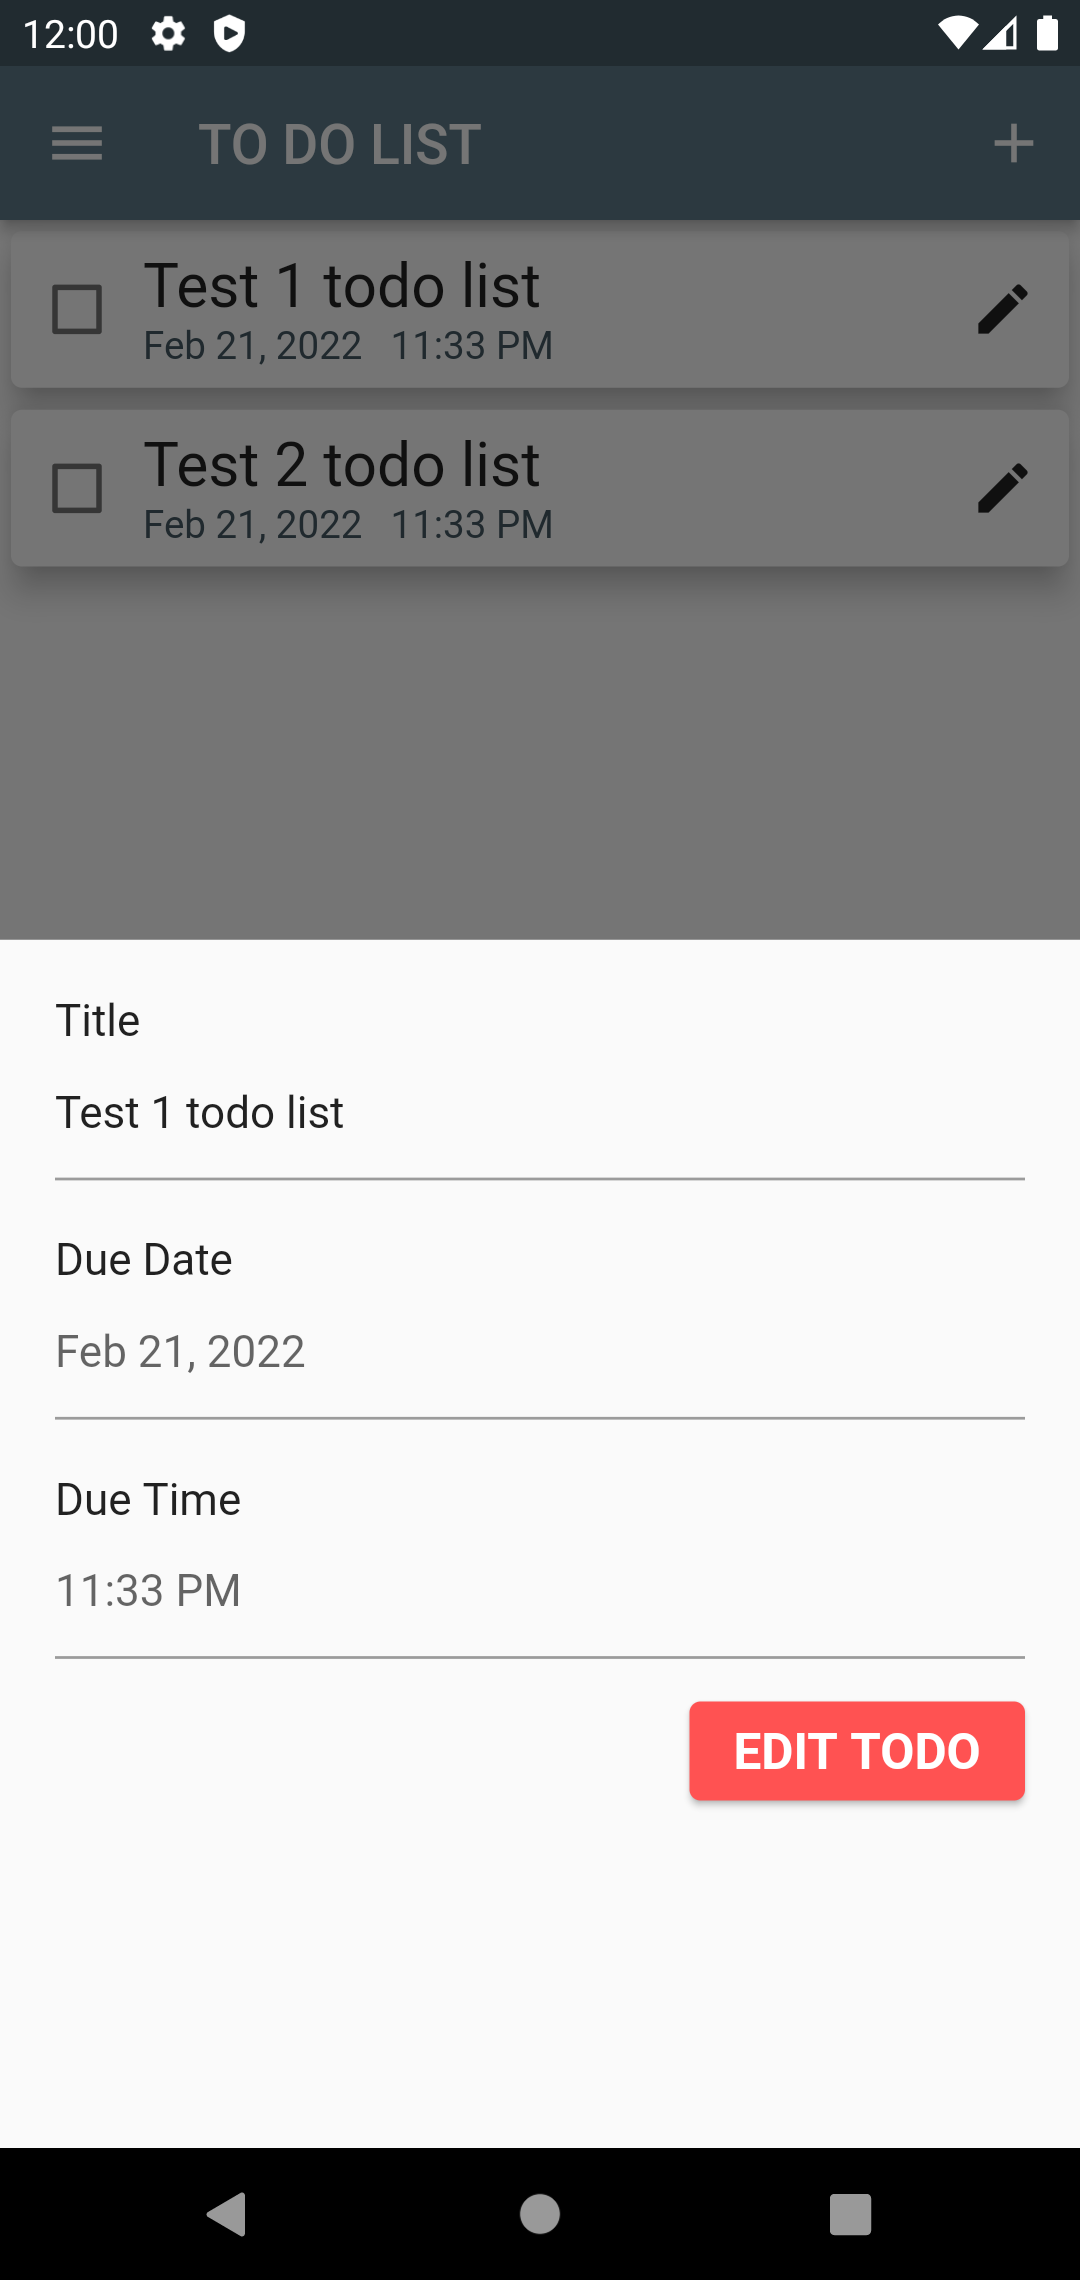 12:00
TO DO LIST
Test 1 todo list
Feb 21, 2022 11:33 PM
Test 2 todo list
Feb 21, 2022 11:33 PM
Title
Test 1 todo list
Due Date
Feb 21, 2022
Due Time
11:33 PM
EDIT TODO